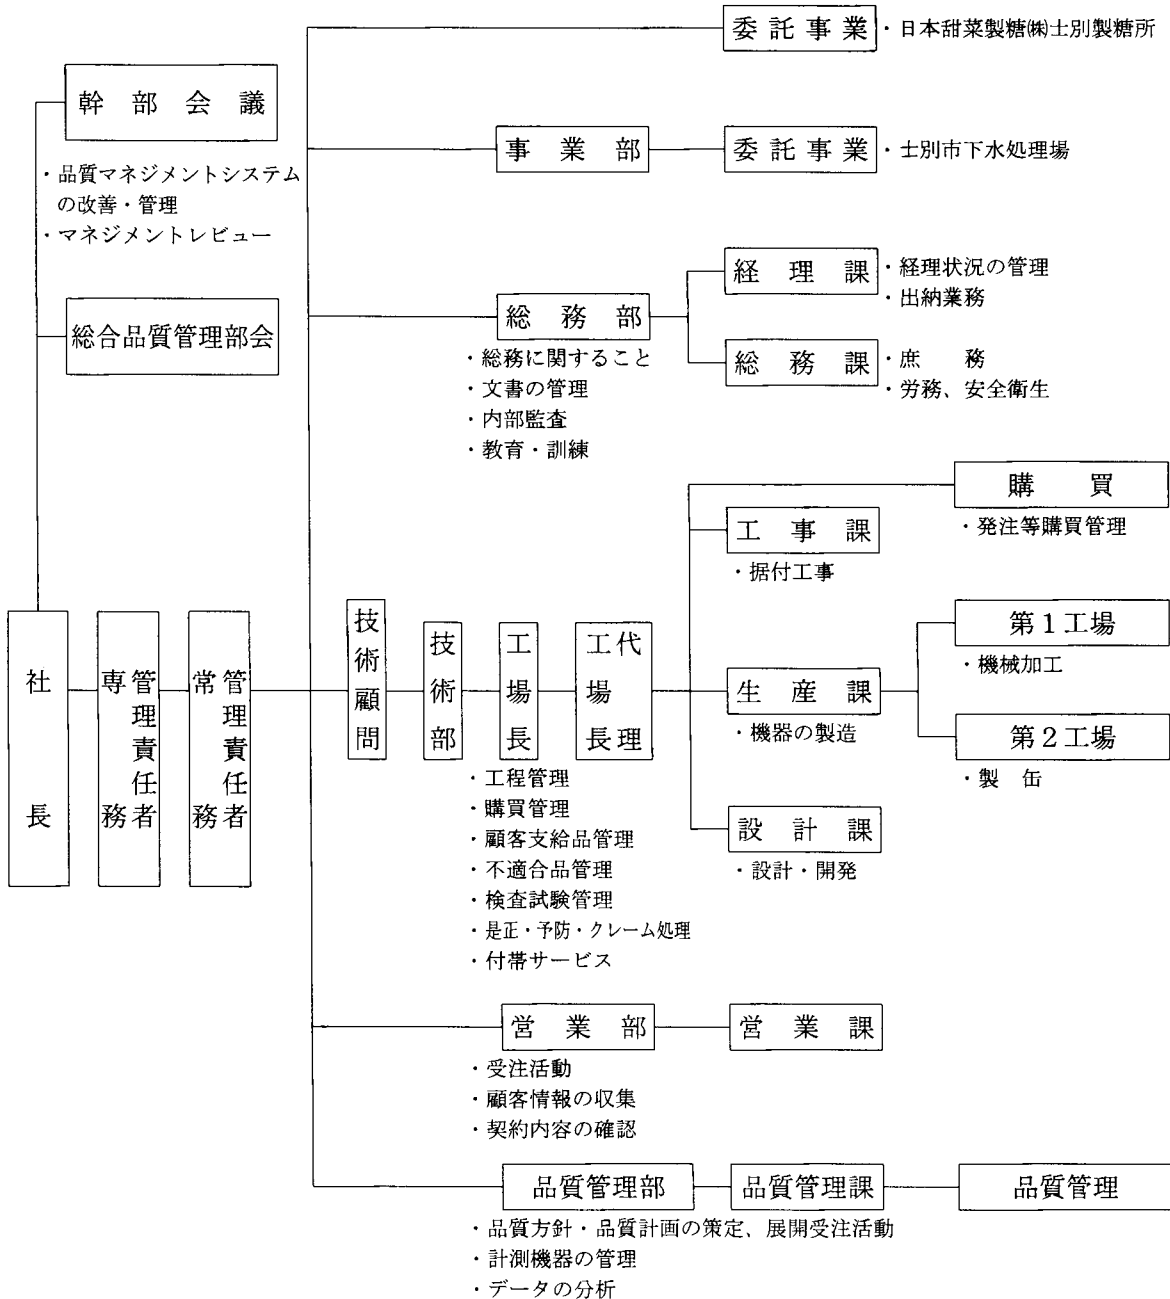 委託事業
・日本甜菜製糖㈱士別製糖所
幹部会議
・品質マネジメントシステム
の改善・管理
・マネジメントレビュー
総合品質管理部会
事業部
委託事業
・士別市下水処理場
総務部
・総務に関すること
・文書の管理
・内部監査
・教育・訓練
経理課
・経理状況の管理
・出納業務
総務課
・庶　務
・労務、安全衛生
社長
専務
管理責任者
常務
管理責任者
技術顧問
技術部
工場長
工場長
代理
・工程管理
・購買管理
・顧客支給品管理
・不適合品管理
・検査試験管理
・是正・予防・クレーム処理
・付帯サービス
購買
・発注等購買管理
工事課
・据付工事
生産課
・機器の製造
第1工場
・機械加工
第2工場
・製　缶
設計課
・設計・開発
営業部
営業課
・受注活動
・顧客情報の収集
・契約内容の確認
品質管理部
品質管理課
品質管理
・品質方針・品質計画の策定、展開受注活動
・計測機器の管理
・データの分析